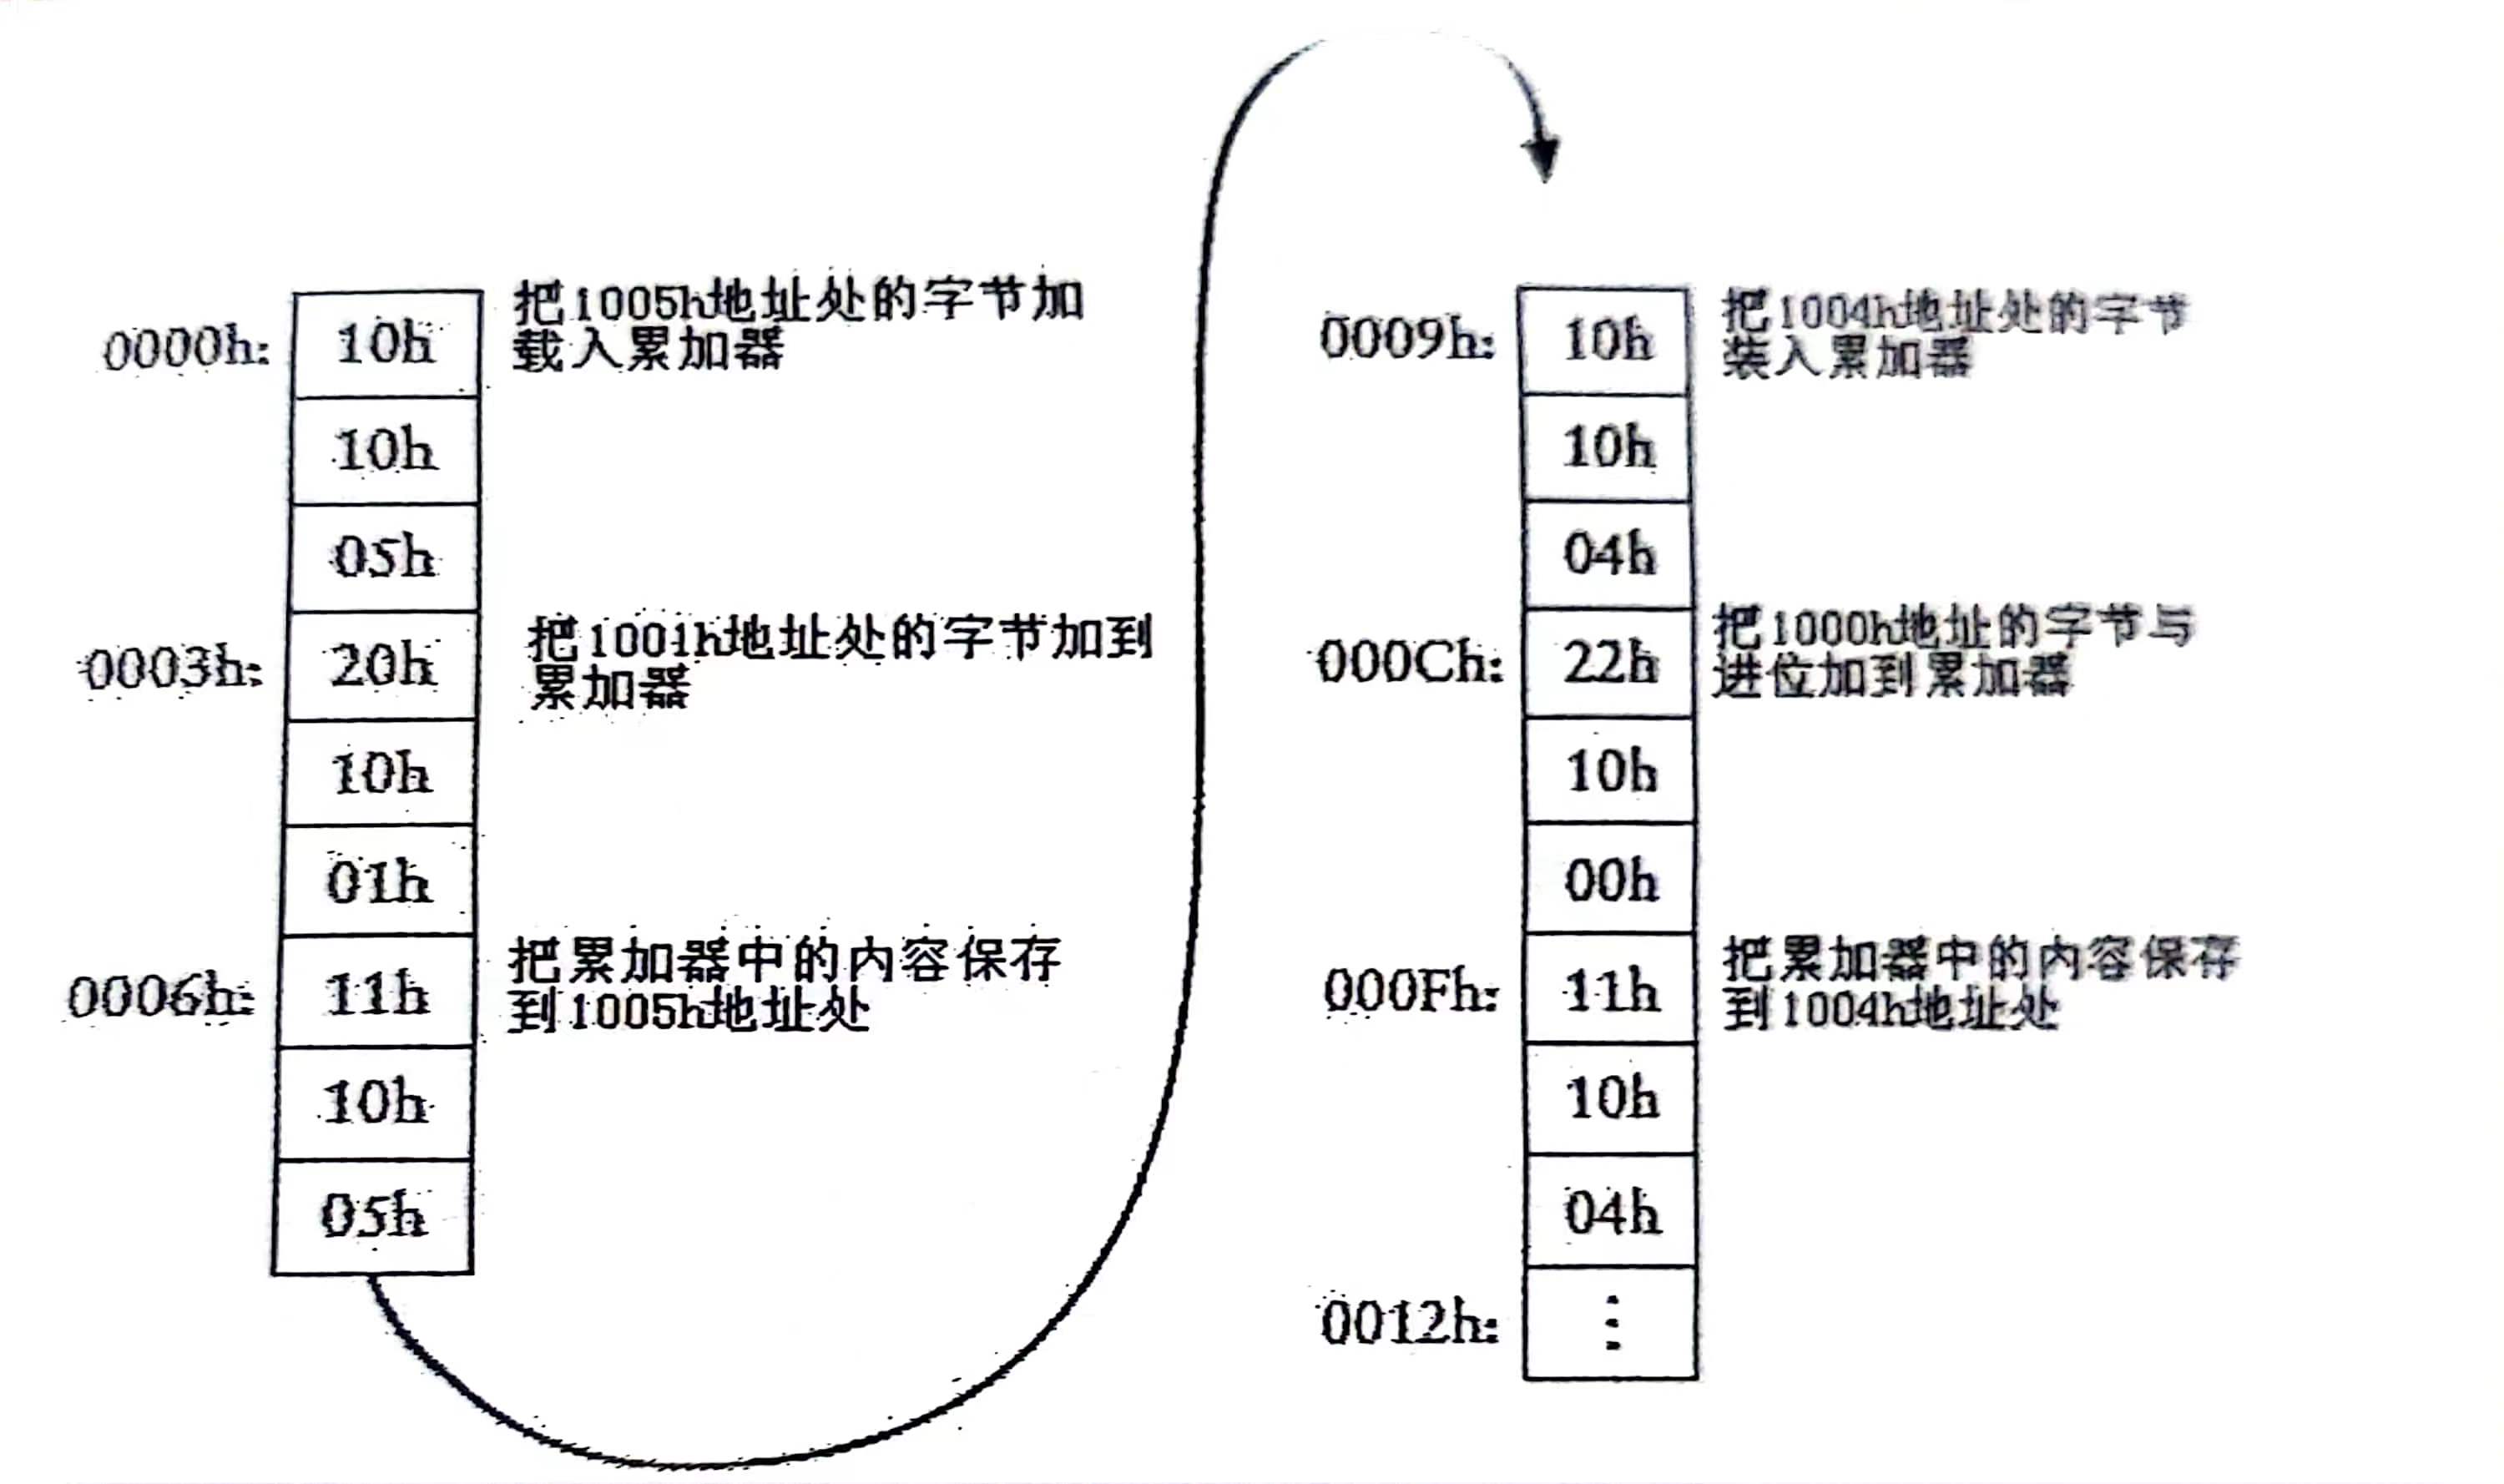 0000h: 10h 把1005h地址处的字节加
载入累加器
10h
05h
0003h: 20h 把1001h地址处的字节加到
累加器
10h
01h
0006h: 11h 把累加器中的内容保存
到1005h地址处
10h
05h
0009h: 10h 把1004h地址处的字节
装入累加器
10h
04h
000Ch: 22h 把1000h地址的字节与
进位加到累加器
10h
00h
000Fh: 11h 把累加器中的内容保存
到1004h地址处
10h
04h
0012h: ⋮